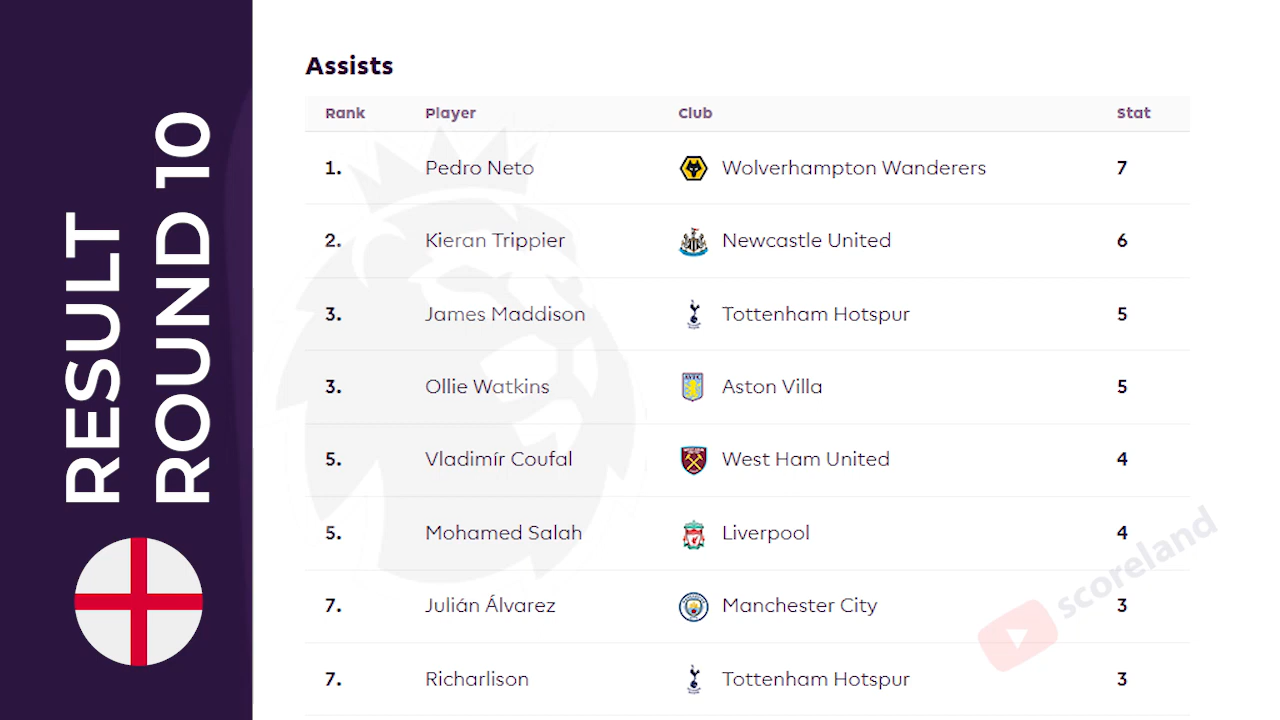 RESULT
ROUND 10
Assists
Rank Player Club Stat
1. Pedro Neto Wolverhampton Wanderers 7
2. Kieran Trippier Newcastle United 6
3. James Maddison Tottenham Hotspur 5
3. Ollie Watkins Aston Villa 5
5. Vladimír Coufal West Ham United 4
5. Mohamed Salah Liverpool 4
7. Julián Álvarez Manchester City 3
7. Richarlison Tottenham Hotspur 3
scoreland